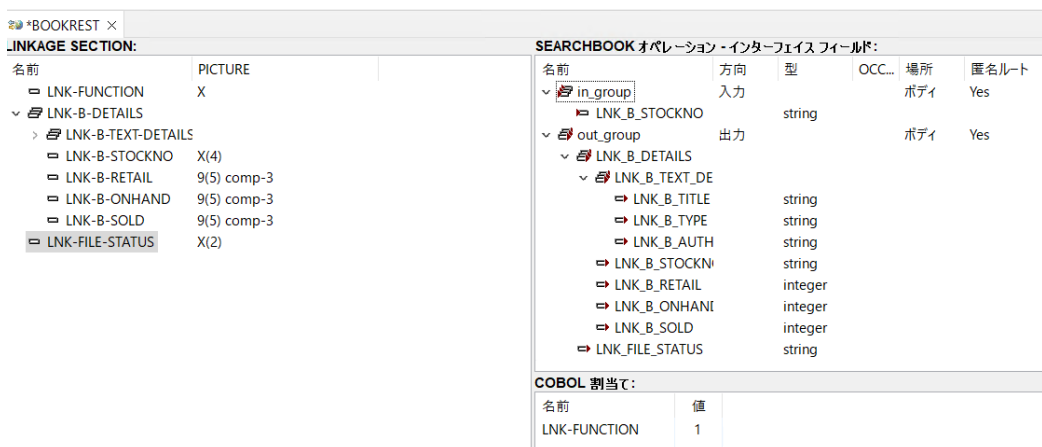 *BOOKREST ×
LINKAGE SECTION:
名前 PICTURE
LNK-FUNCTION X
LNK-B-DETAILS
LNK-B-TEXT-DETAILS
LNK-B-STOCKNO X(4)
LNK-B-RETAIL 9(5) comp-3
LNK-B-ONHAND 9(5) comp-3
LNK-B-SOLD 9(5) comp-3
LNK-FILE-STATUS X(2)
SEARCHBOOK オペレーション - インターフェイス フィールド:
名前 方向 型 OCC... 場所 匿名ルート
in_group 入力 ボディ Yes
LNK_B_STOCKNO string
out_group 出力 ボディ Yes
LNK_B_DETAILS
LNK_B_TEXT_DE
LNK_B_TITLE string
LNK_B_TYPE string
LNK_B_AUTH string
LNK_B_STOCKN string
LNK_B_RETAIL integer
LNK_B_ONHAND integer
LNK_B_SOLD integer
LNK_FILE_STATUS string
COBOL 割当て:
名前 値
LNK-FUNCTION 1